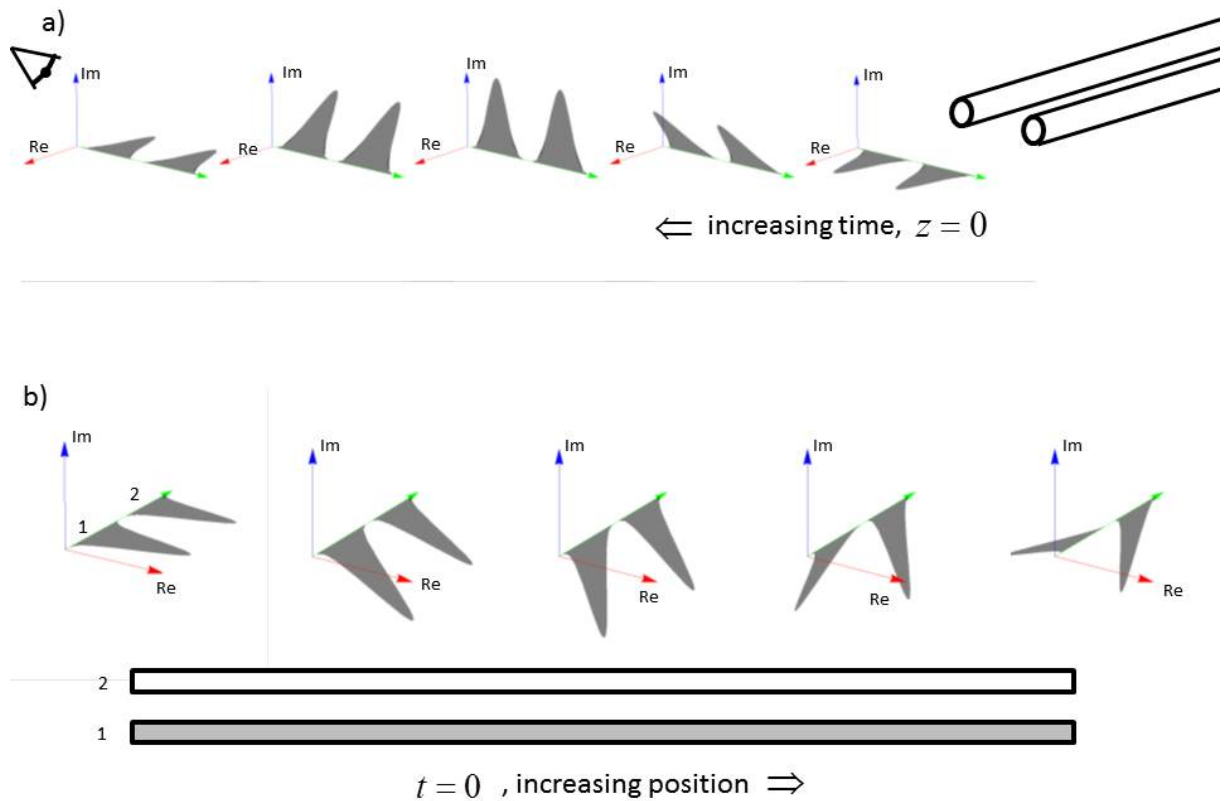 a)
Im
Im
Im
Im
Im
Re
Re
Re
Re
Re
⇐ increasing time, z = 0
b)
Im
Im
Im
Im
Im
2
1
Re
Re
Re
Re
Re
2
1
t = 0 , increasing position ⇒